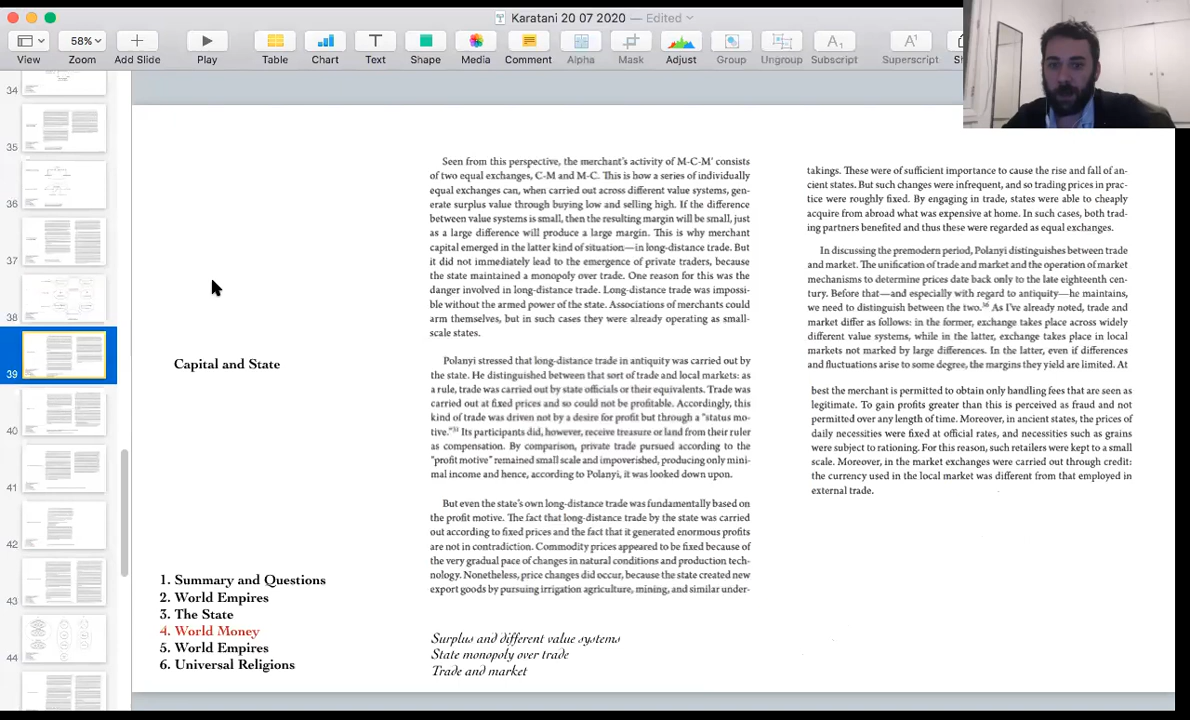 Karatani 20 07 2020 — Edited
58%
View
Zoom
Add Slide
Play
Table
Chart
Text
Shape
Media
Comment
Alpha
Mask
Adjust
Group
Ungroup
Subscript
Superscript
34
35
36
37
38
39
40
41
42
43
44
Capital and State
1. Summary and Questions
2. World Empires
3. The State
4. World Money
5. World Empires
6. Universal Religions
Seen from this perspective, the merchant's activity of M-C-M' consists
of two equal exchanges, C-M and M-C. This is how a series of individually
equal exchanges can, when carried out across different value systems, gen-
erate surplus value through buying low and selling high. If the difference
between value systems is small, then the resulting margin will be small, just
as a large difference will produce a large margin. This is why merchant
capital emerged in the latter kind of situation—in long-distance trade. But
it did not immediately lead to the emergence of private traders, because
the state maintained a monopoly over trade. One reason for this was the
danger involved in long-distance trade. Long-distance trade was impossi-
ble without the armed power of the state. Associations of merchants could
arm themselves, but in such cases they were already operating as small-
scale states.
Polanyi stressed that long-distance trade in antiquity was carried out by
the state. He distinguished between that sort of trade and local markets: as
a rule, trade was carried out by state officials or their equivalents. Trade was
carried out at fixed prices and so could not be profitable. Accordingly, this
kind of trade was driven not by a desire for profit but through a "status mo-
tive." Its participants did, however, receive treasure or land from their ruler
as compensation. By comparison, private trade pursued according to the
"profit motive" remained small scale and impoverished, producing only mini-
mal income and hence, according to Polanyi, it was looked down upon.
But even the state's own long-distance trade was fundamentally based on
the profit motive. The fact that long-distance trade by the state was carried
out according to fixed prices and the fact that it generated enormous profits
are not in contradiction. Commodity prices appeared to be fixed because of
the very gradual pace of changes in natural conditions and production tech-
nology. Nonetheless, price changes did occur, because the state created new
export goods by pursuing irrigation agriculture, mining, and similar under-
takings. These were of sufficient importance to cause the rise and fall of an-
cient states. But such changes were infrequent, and so trading prices in prac-
tice were roughly fixed. By engaging in trade, states were able to cheaply
acquire from abroad what was expensive at home. In such cases, both trad-
ing partners benefited and thus these were regarded as equal exchanges.
In discussing the premodern period, Polanyi distinguishes between trade
and market. The unification of trade and market and the operation of market
mechanisms to determine prices date back only to the late eighteenth cen-
tury. Before that—and especially with regard to antiquity—he maintains,
we need to distinguish between the two. As I've already noted, trade and
market differ as follows: in the former, exchange takes place across widely
different value systems, while in the latter, exchange takes place in local
markets not marked by large differences. In the latter, even if differences
and fluctuations arise to some degree, the margins they yield are limited. At
best the merchant is permitted to obtain only handling fees that are seen as
legitimate. To gain profits greater than this is perceived as fraud and not
permitted over any length of time. Moreover, in ancient states, the prices of
daily necessities were fixed at official rates, and necessities such as grains
were subject to rationing. For this reason, such retailers were kept to a small
scale. Moreover, in the market exchanges were carried out through credit:
the currency used in the local market was different from that employed in
external trade.
Surplus and different value systems
State monopoly over trade
Trade and market